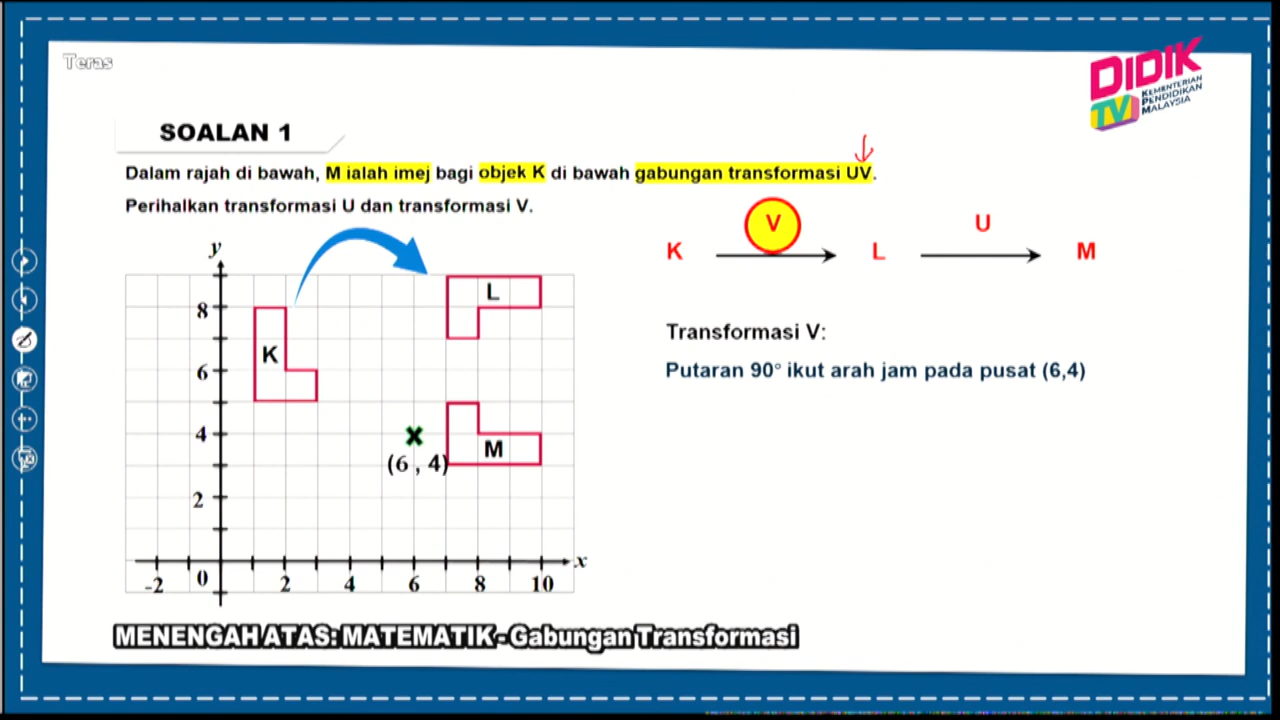 Teras
DIDIK
TV
KEMENTERIAN
PENDIDIKAN
MALAYSIA
SOALAN 1
Dalam rajah di bawah, M ialah imej bagi objek K di bawah gabungan transformasi UV.
Perihalkan transformasi U dan transformasi V.
K V L U M
Transformasi V:
Putaran 90° ikut arah jam pada pusat (6,4)
y
8
6
4
2
0
-2 2 4 6 8 10 x
K
L
M
(6 , 4)
MENENGAH ATAS: MATEMATIK - Gabungan Transformasi